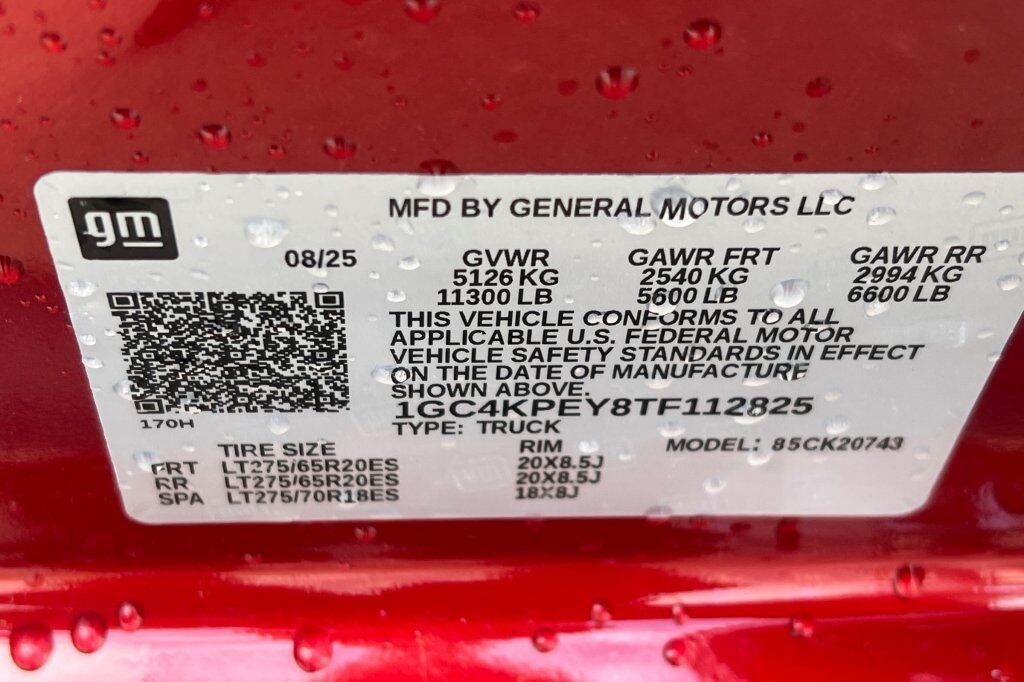 gm
MFD BY GENERAL MOTORS LLC
08/25
GVWR GAWR FRT GAWR RR
5126 KG 2540 KG 2994 KG
11300 LB 5600 LB 6600 LB
THIS VEHICLE CONFORMS TO ALL
APPLICABLE U.S. FEDERAL MOTOR
VEHICLE SAFETY STANDARDS IN EFFECT
ON THE DATE OF MANUFACTURE
SHOWN ABOVE.
1GC4KPEY8TF112825
170H
TYPE: TRUCK
TIRE SIZE RIM MODEL: 85CK20743
FRT LT275/65R20ES 20X8.5J
RR LT275/65R20ES 20X8.5J
SPA LT275/70R18ES 18X8J